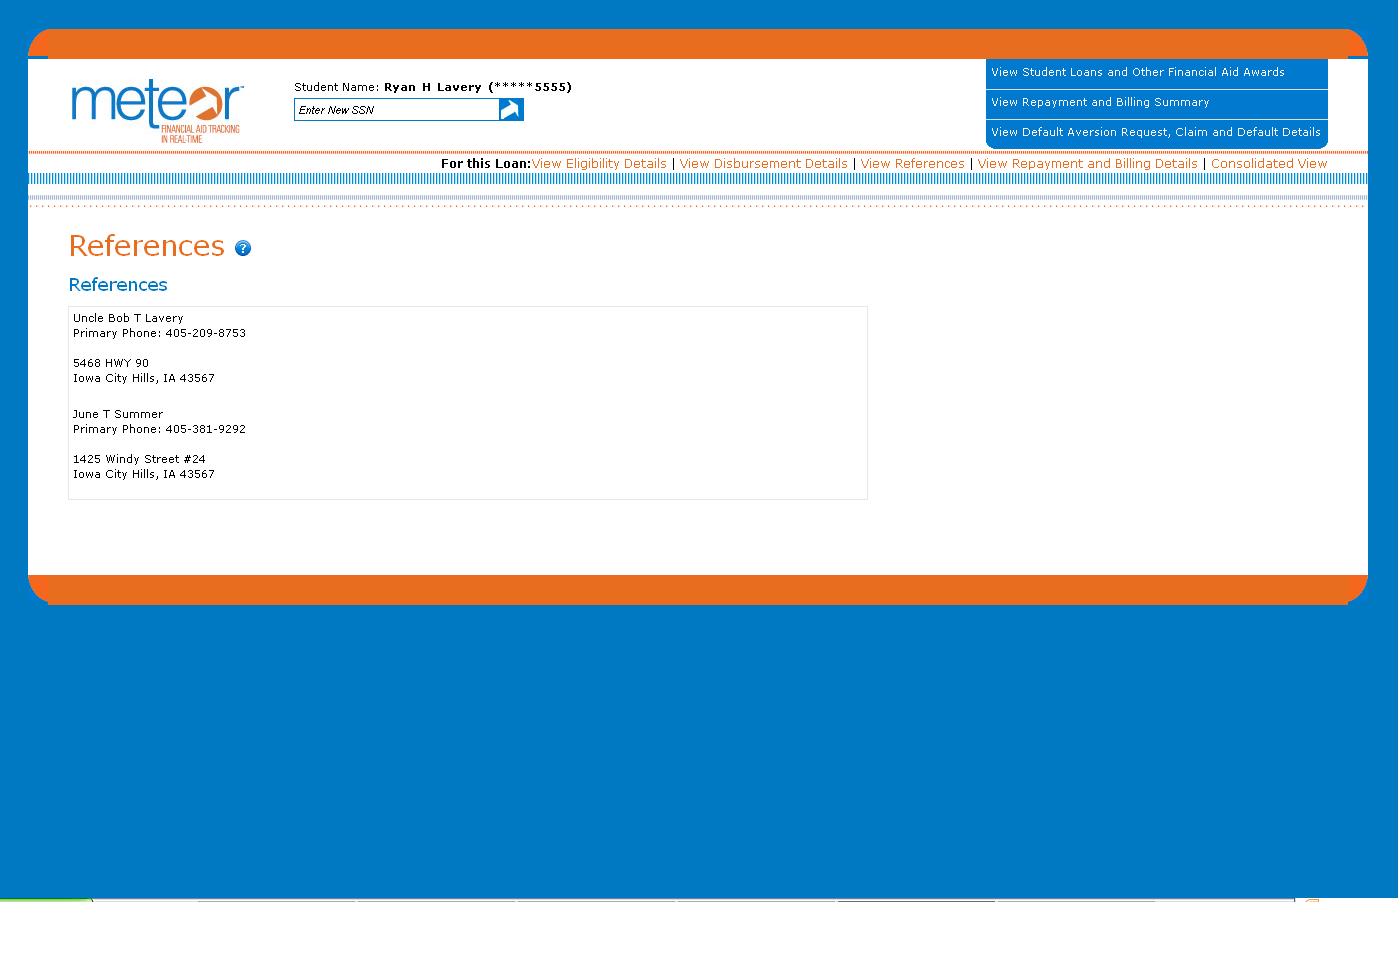 meteor™
FINANCIAL AID TRACKING
IN REAL-TIME
Student Name: Ryan H Lavery (*****5555)
Enter New SSN
View Student Loans and Other Financial Aid Awards
View Repayment and Billing Summary
View Default Aversion Request, Claim and Default Details
For this Loan:View Eligibility Details | View Disbursement Details | View References | View Repayment and Billing Details | Consolidated View
References ?
References
Uncle Bob T Lavery
Primary Phone: 405-209-8753
5468 HWY 90
Iowa City Hills, IA 43567
June T Summer
Primary Phone: 405-381-9292
1425 Windy Street #24
Iowa City Hills, IA 43567